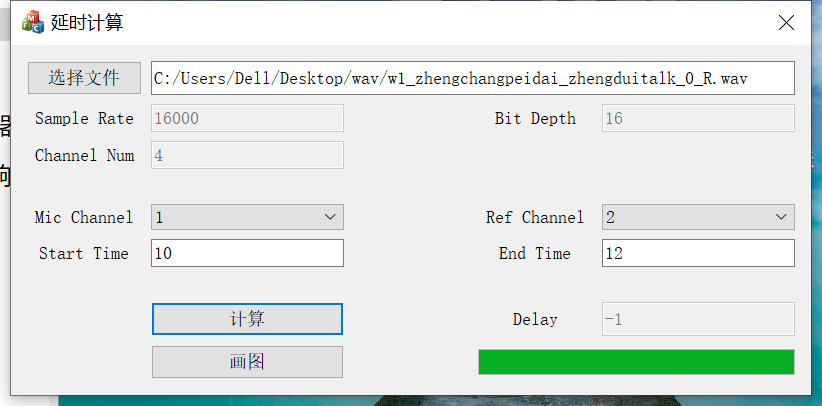 延时计算
选择文件 C:/Users/Dell/Desktop/wav/w1_zhengchangpeidai_zhengduitalk_0_R.wav
Sample Rate 16000 Bit Depth 16
Channel Num 4
Mic Channel 1 Ref Channel 2
Start Time 10 End Time 12
计算 Delay -1
画图